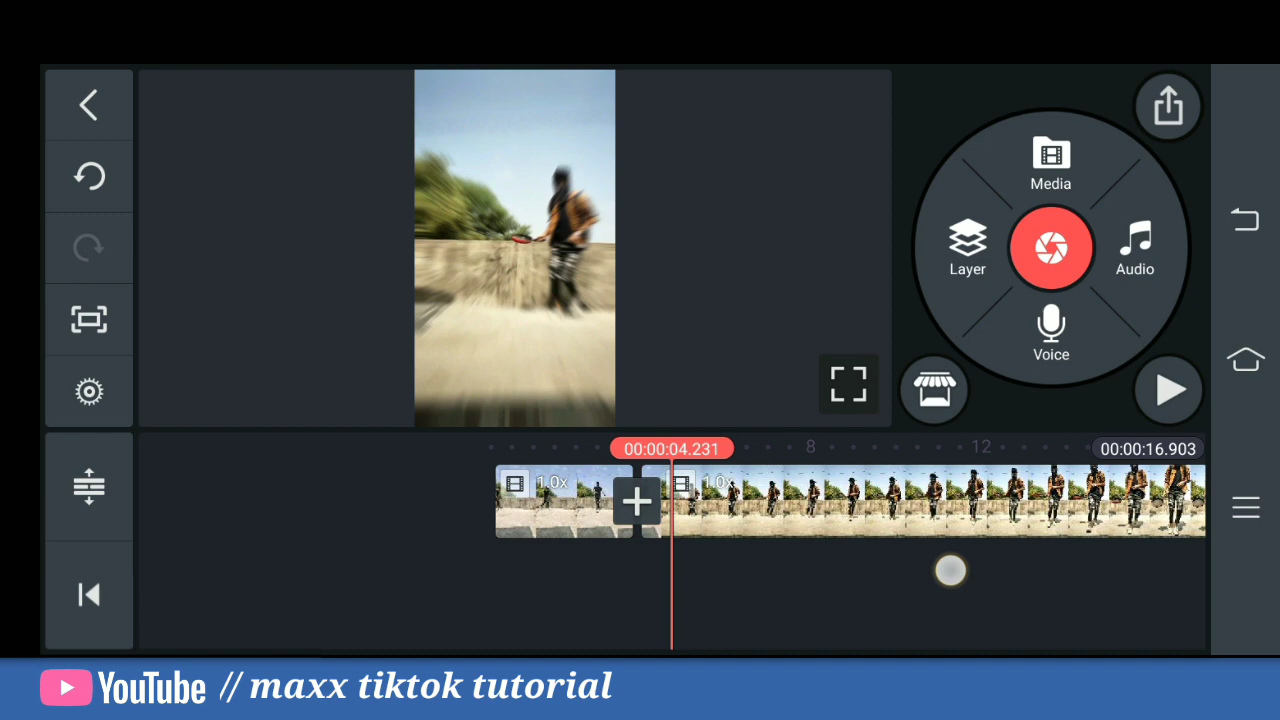 Media
Layer
Audio
Voice
00:00:04.231
8
12
00:00:16.903
1.0x
1.0x
YouTube // maxx tiktok tutorial